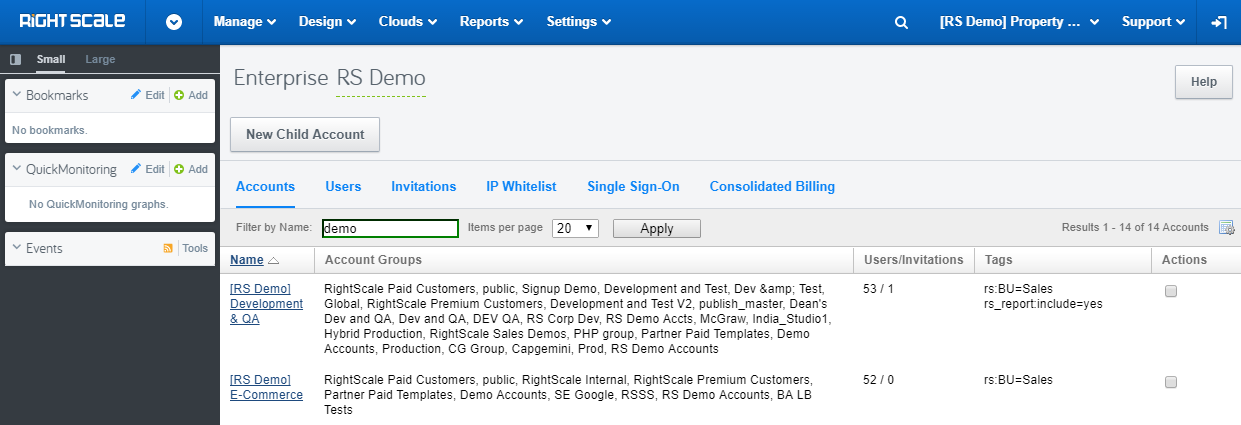 RIGHTSCALE Manage Design Clouds Reports Settings [RS Demo] Property ... Support
Small Large
Bookmarks Edit Add
No bookmarks.
QuickMonitoring Edit Add
No QuickMonitoring graphs.
Events Tools
Enterprise RS Demo
Help
New Child Account
Accounts Users Invitations IP Whitelist Single Sign-On Consolidated Billing
Filter by Name: demo Items per page 20 Apply Results 1 - 14 of 14 Accounts
Name Account Groups Users/Invitations Tags Actions
[RS Demo]
Development
& QA
RightScale Paid Customers, public, Signup Demo, Development and Test, Dev &amp; Test,
Global, RightScale Premium Customers, Development and Test V2, publish_master, Dean's
Dev and QA, Dev and QA, DEV QA, RS Corp Dev, RS Demo Accts, McGraw, India_Studio1,
Hybrid Production, RightScale Sales Demos, PHP group, Partner Paid Templates, Demo
Accounts, Production, CG Group, Capgemini, Prod, RS Demo Accounts
53 / 1
rs:BU=Sales
rs_report:include=yes
[RS Demo]
E-Commerce
RightScale Paid Customers, public, RightScale Internal, RightScale Premium Customers,
Partner Paid Templates, Demo Accounts, SE Google, RSSS, RS Demo Accounts, BA LB
Tests
52 / 0
rs:BU=Sales